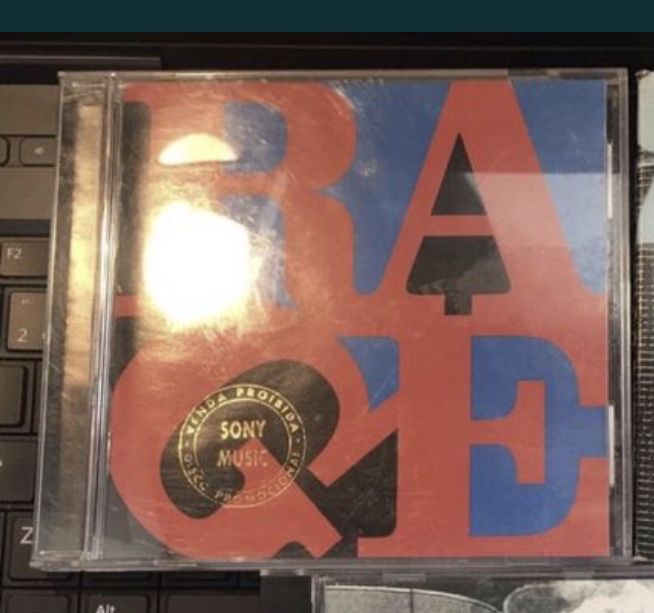 RA
GE
VENDA PROIBIDA
SONY
MUSIC
DISCO PROMOCIONAL
F2
2
Z
Alt